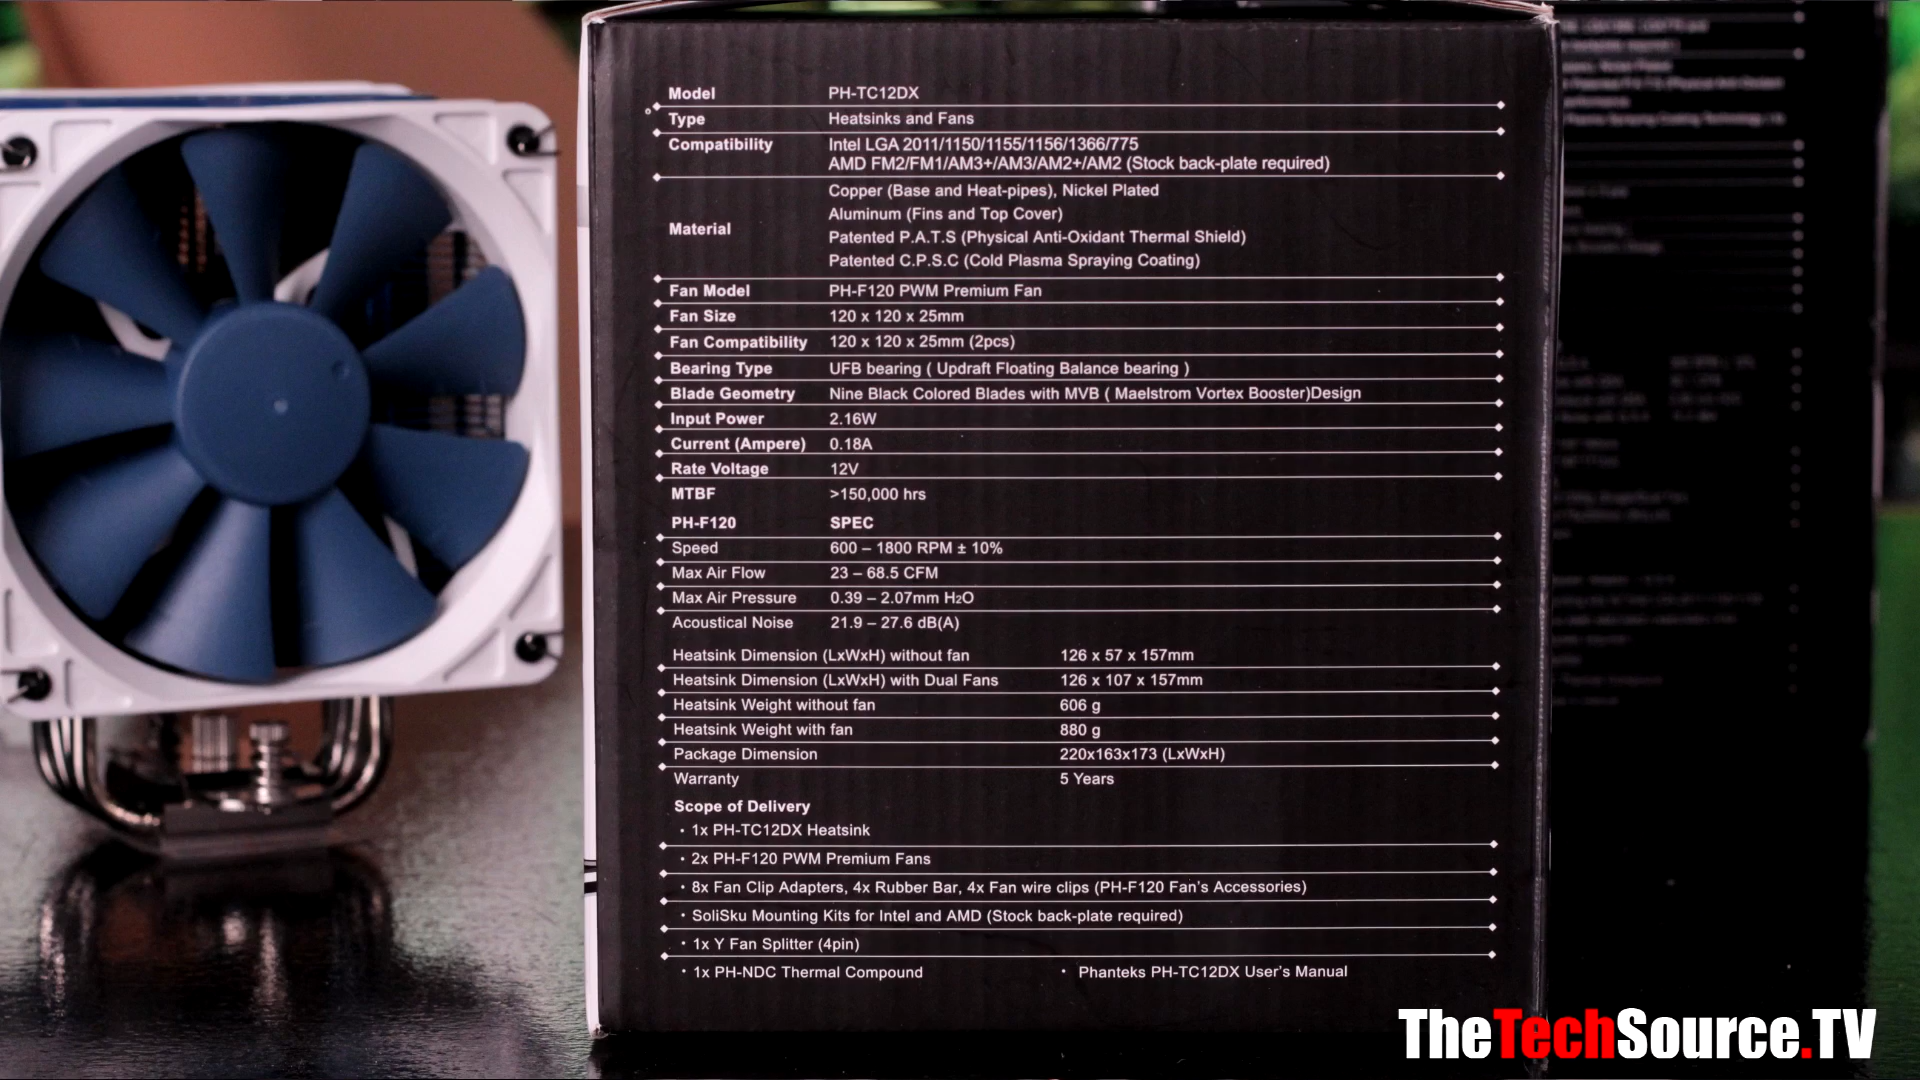 Model PH-TC12DX
Type Heatsinks and Fans
Compatibility Intel LGA 2011/1150/1155/1156/1366/775
AMD FM2/FM1/AM3+/AM3/AM2+/AM2 (Stock back-plate required)
Copper (Base and Heat-pipes), Nickel Plated
Aluminum (Fins and Top Cover)
Material
Patented P.A.T.S (Physical Anti-Oxidant Thermal Shield)
Patented C.P.S.C (Cold Plasma Spraying Coating)
Fan Model PH-F120 PWM Premium Fan
Fan Size 120 x 120 x 25mm
Fan Compatibility 120 x 120 x 25mm (2pcs)
Bearing Type UFB bearing ( Updraft Floating Balance bearing )
Blade Geometry Nine Black Colored Blades with MVB ( Maelstrom Vortex Booster)Design
Input Power 2.16W
Current (Ampere) 0.18A
Rate Voltage 12V
MTBF >150,000 hrs
PH-F120 SPEC
Speed 600 – 1800 RPM ± 10%
Max Air Flow 23 – 68.5 CFM
Max Air Pressure 0.39 – 2.07mm H2O
Acoustical Noise 21.9 – 27.6 dB(A)
Heatsink Dimension (LxWxH) without fan 126 x 57 x 157mm
Heatsink Dimension (LxWxH) with Dual Fans 126 x 107 x 157mm
Heatsink Weight without fan 606 g
Heatsink Weight with fan 880 g
Package Dimension 220x163x173 (LxWxH)
Warranty 5 Years
Scope of Delivery
· 1x PH-TC12DX Heatsink
· 2x PH-F120 PWM Premium Fans
· 8x Fan Clip Adapters, 4x Rubber Bar, 4x Fan wire clips (PH-F120 Fan's Accessories)
· SoliSku Mounting Kits for Intel and AMD (Stock back-plate required)
· 1x Y Fan Splitter (4pin)
· 1x PH-NDC Thermal Compound · Phanteks PH-TC12DX User's Manual
TheTechSource.TV